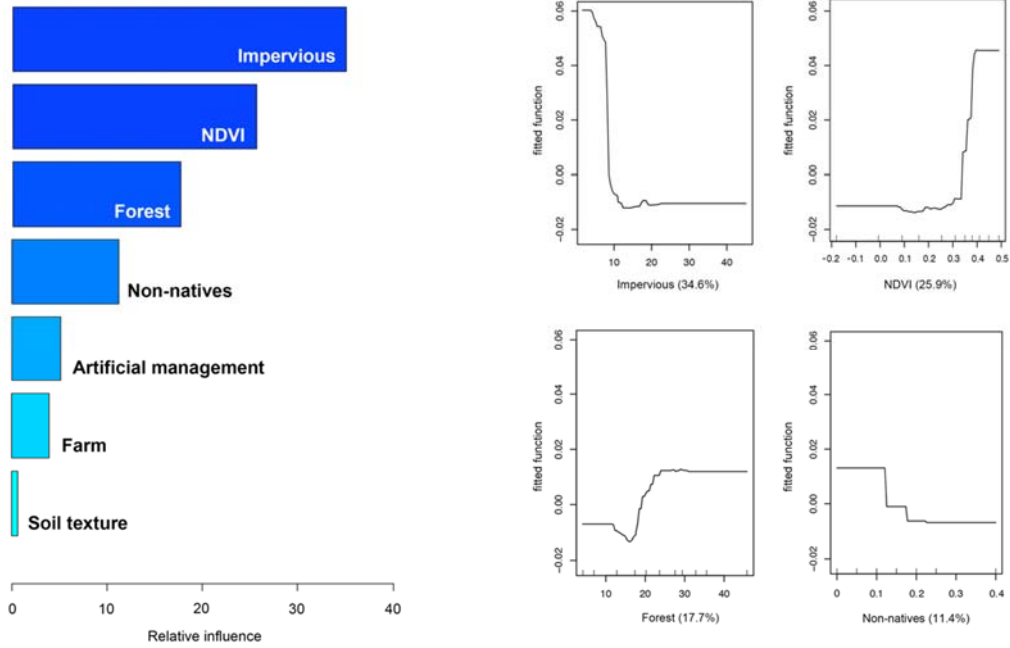 Impervious
NDVI
Forest
Non-natives
Artificial management
Farm
Soil texture
0 10 20 30 40
Relative influence
0.06
0.04
0.02
0.00
-0.02
fitted function
10 20 30 40
Impervious (34.6%)
0.06
0.04
0.02
0.00
-0.02
fitted function
-0.2 -0.1 0.0 0.1 0.2 0.3 0.4 0.5
NDVI (25.9%)
0.06
0.04
0.02
0.00
-0.02
fitted function
10 20 30 40
Forest (17.7%)
0.06
0.04
0.02
0.00
-0.02
fitted function
0 0.1 0.2 0.3 0.4
Non-natives (11.4%)